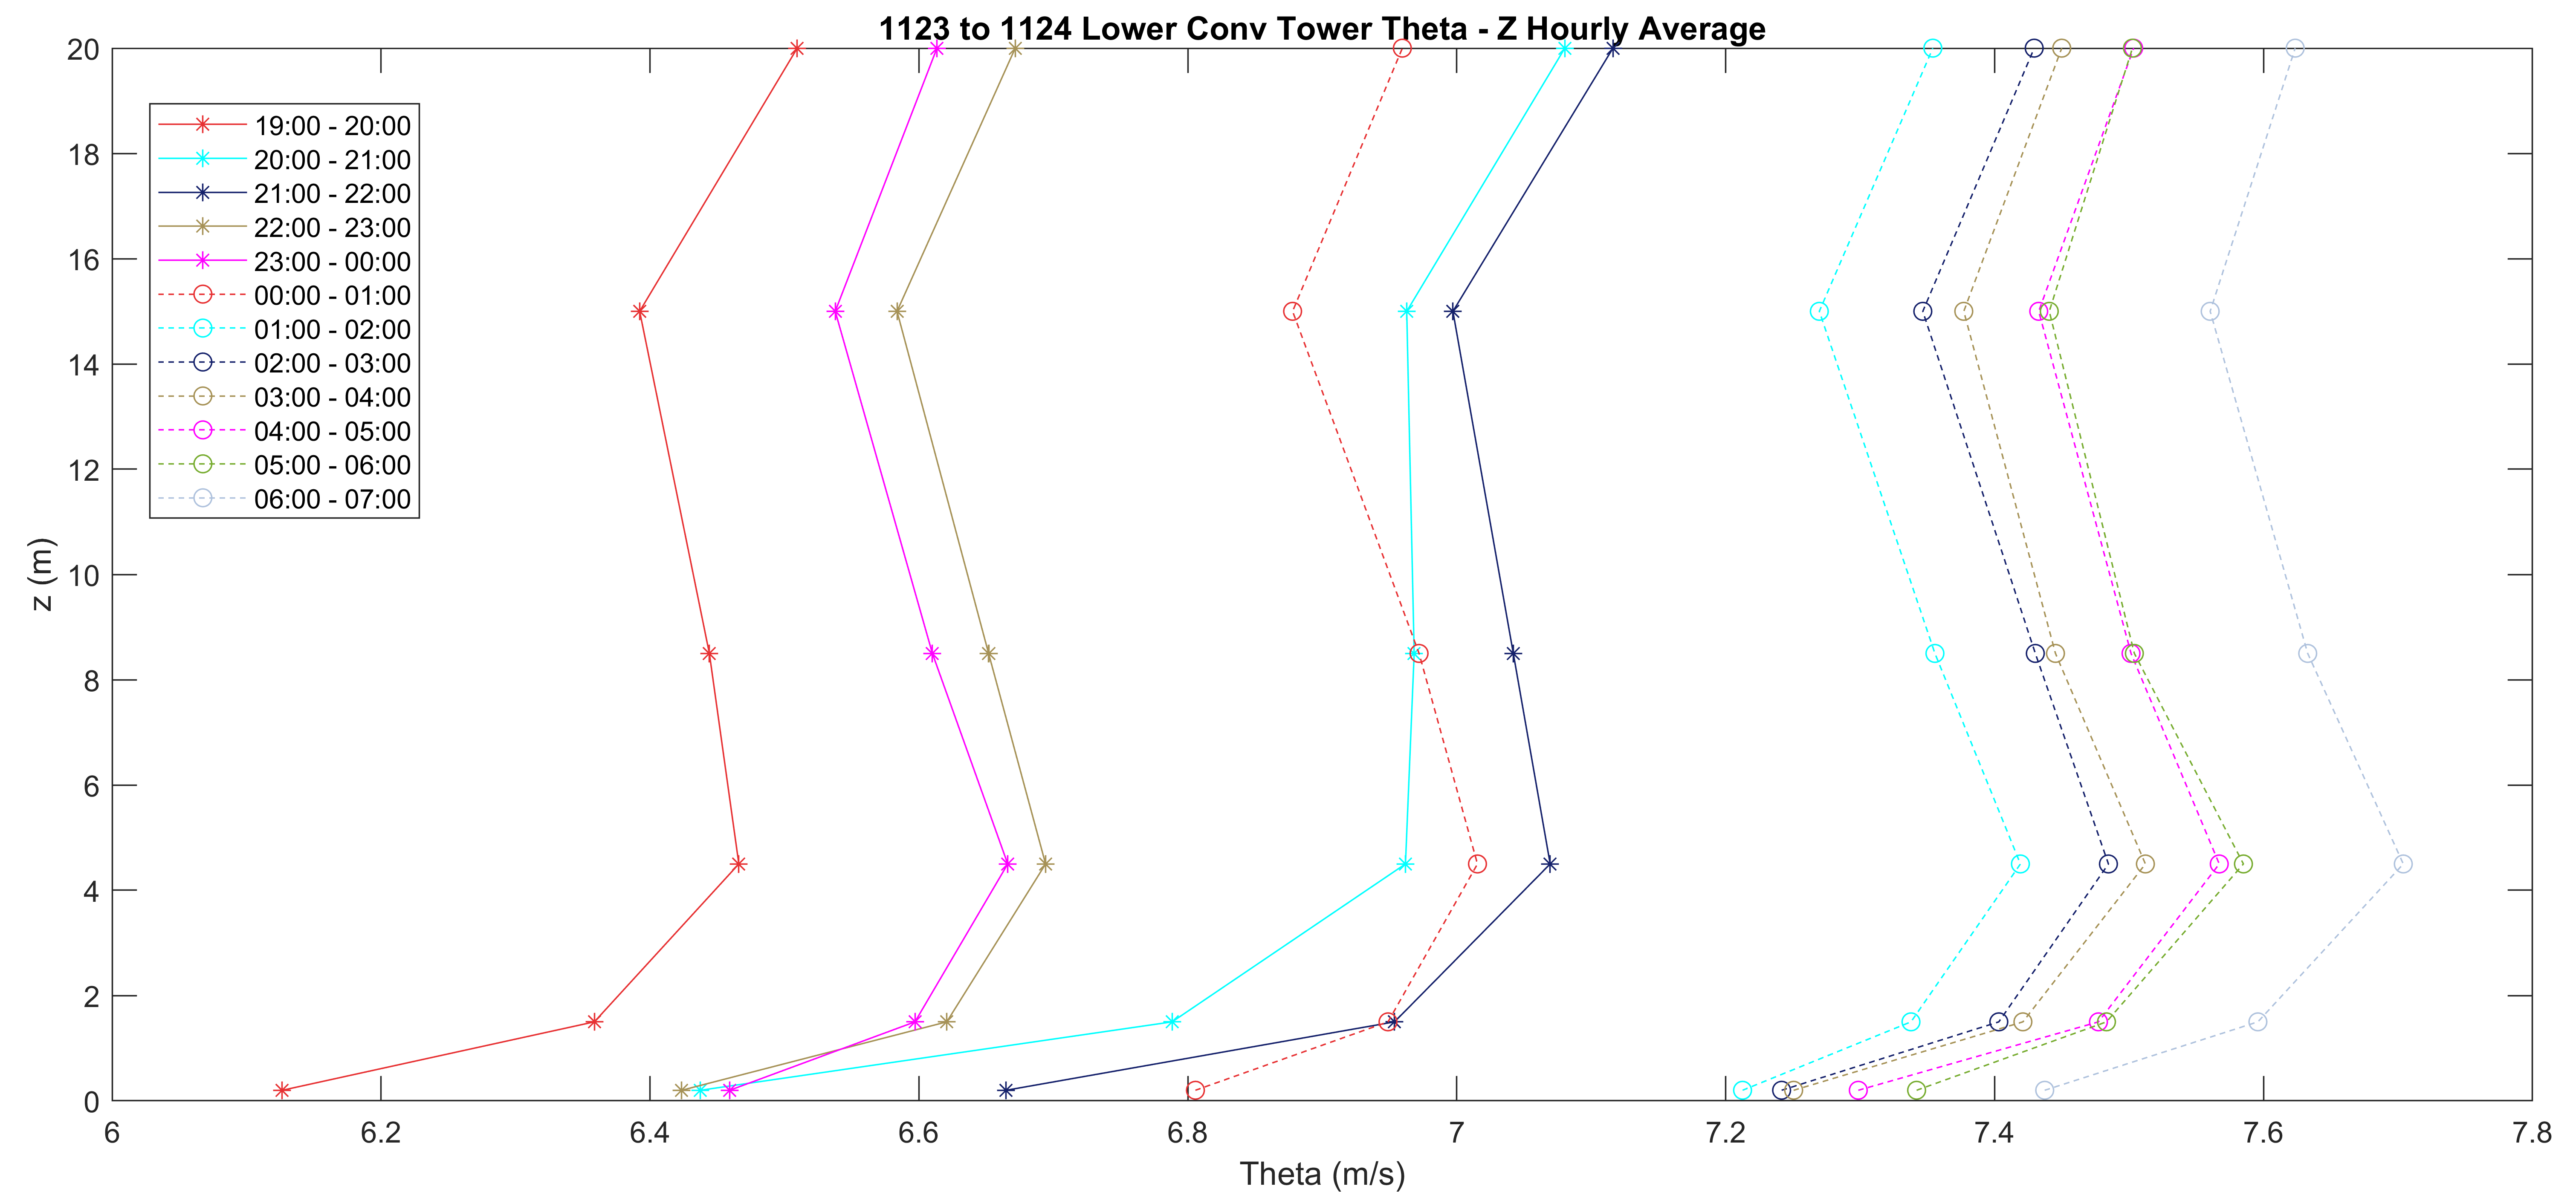 1123 to 1124 Lower Conv Tower Theta - Z Hourly Average
20
18
16
14
12
10
8
6
4
2
0
z (m)
19:00 - 20:00
20:00 - 21:00
21:00 - 22:00
22:00 - 23:00
23:00 - 00:00
00:00 - 01:00
01:00 - 02:00
02:00 - 03:00
03:00 - 04:00
04:00 - 05:00
05:00 - 06:00
06:00 - 07:00
6 6.2 6.4 6.6 6.8 7 7.2 7.4 7.6 7.8
Theta (m/s)